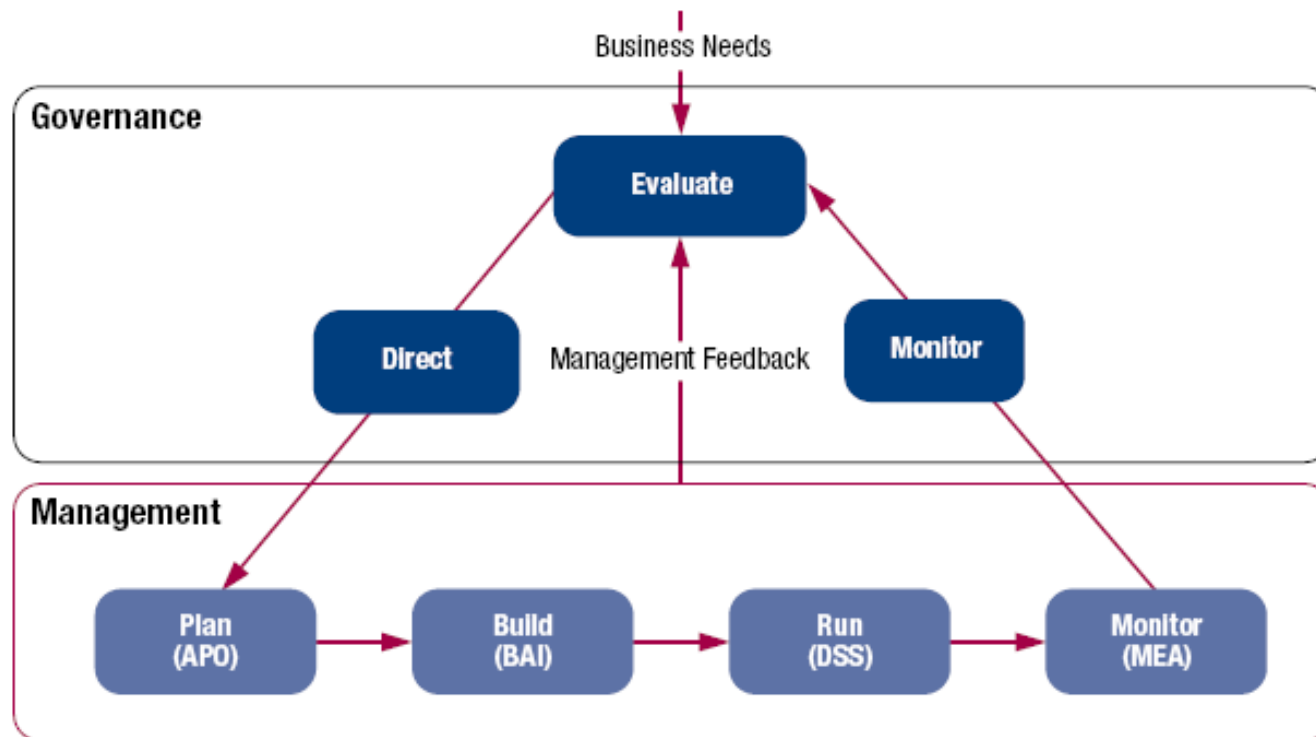 Business Needs
Governance
Evaluate
Direct
Management Feedback
Monitor
Management
Plan
(APO)
Build
(BAI)
Run
(DSS)
Monitor
(MEA)